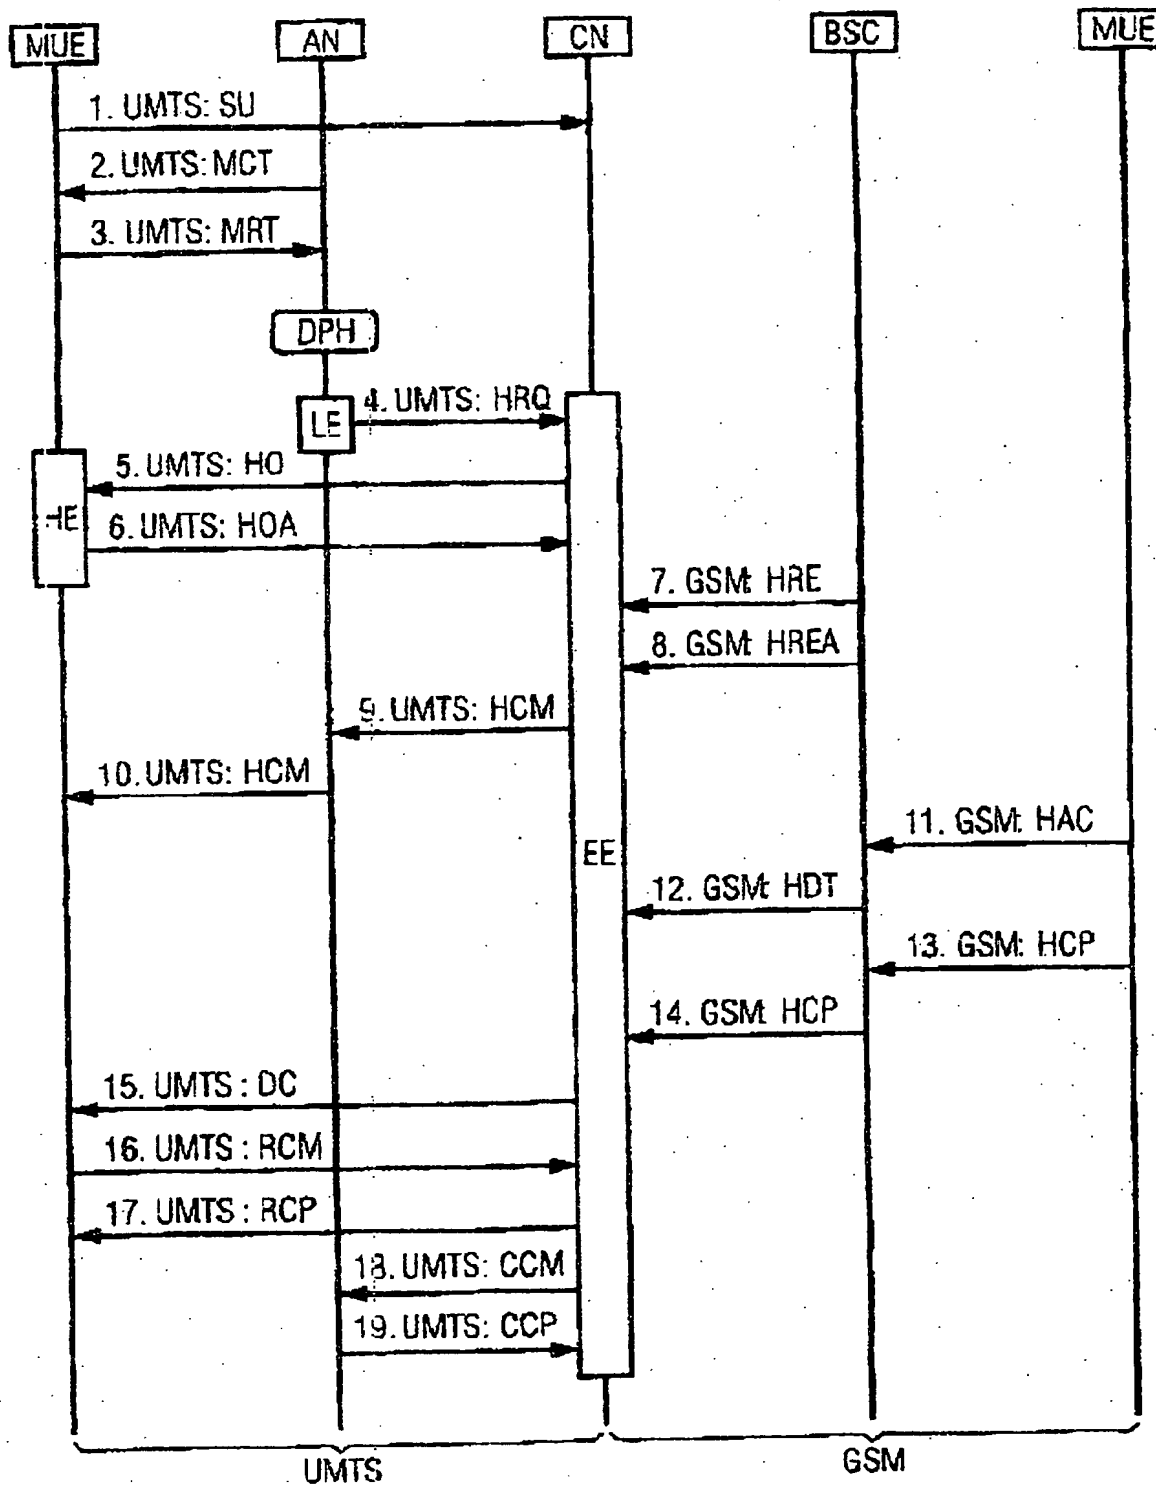 MUE AN CN BSC MUE
1. UMTS: SU
2. UMTS: MCT
3. UMTS: MRT
DPH
LE
4. UMTS: HRQ
5. UMTS: HO
HE
6. UMTS: HOA
7. GSM: HRE
8. GSM: HREA
9. UMTS: HCM
10. UMTS: HCM
11. GSM: HAC
EE
12. GSM: HDT
13. GSM: HCP
14. GSM: HCP
15. UMTS : DC
16. UMTS : RCM
17. UMTS : RCP
18. UMTS: CCM
19. UMTS: CCP
UMTS GSM